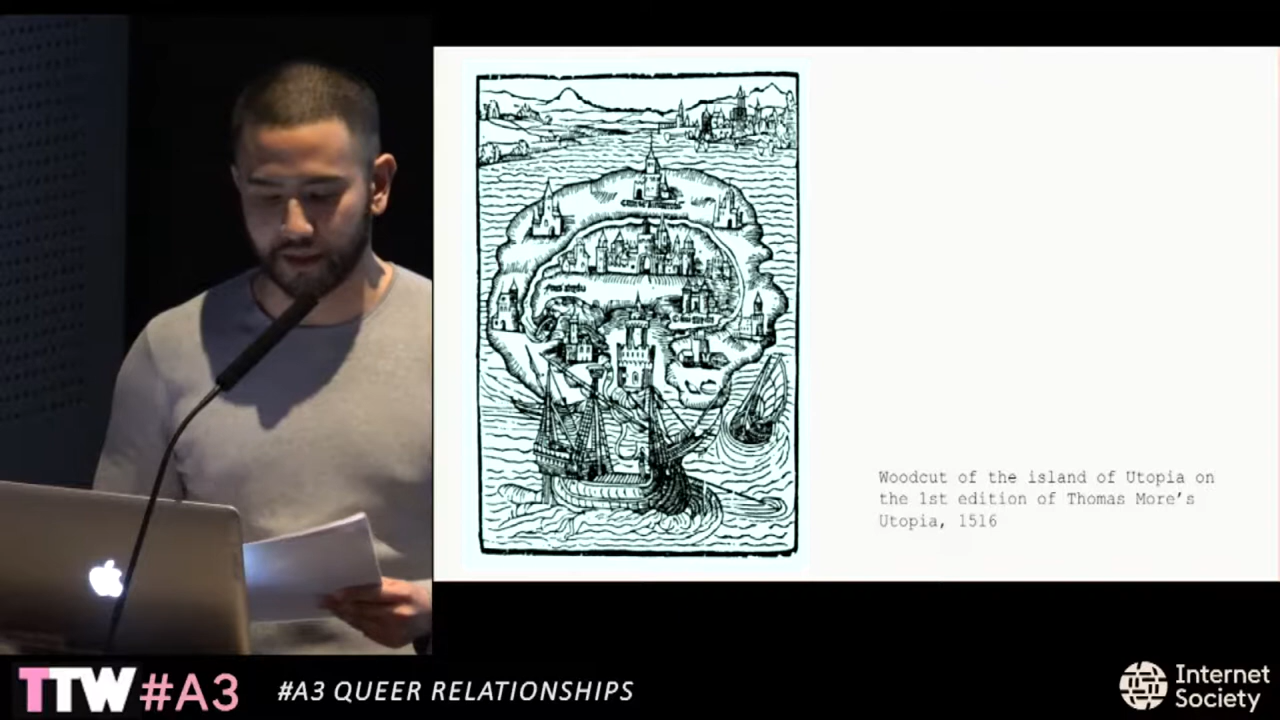 Woodcut of the island of Utopia on
the 1st edition of Thomas More’s
Utopia, 1516
TTW#A3
#A3 QUEER RELATIONSHIPS
Internet
Society